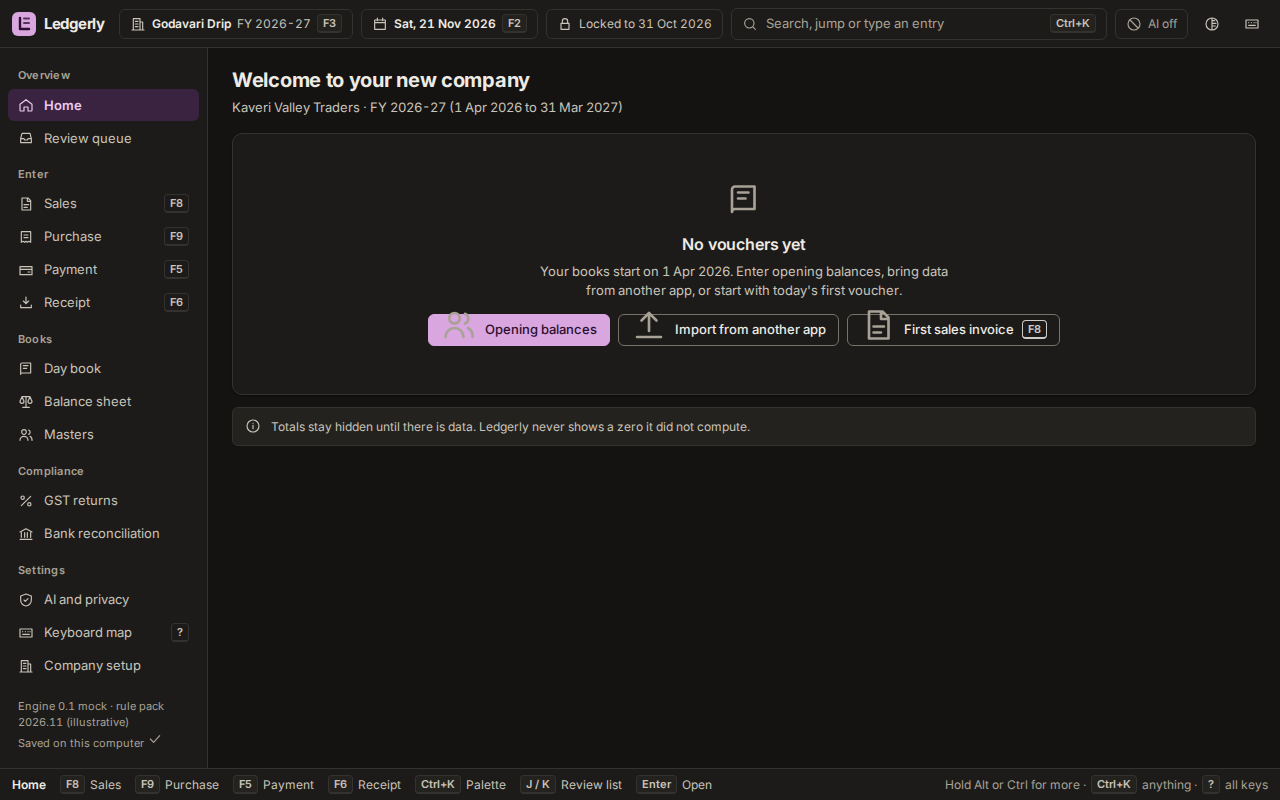 Ledgerly
Godavari Drip FY 2026-27 F3
Sat, 21 Nov 2026 F2
Locked to 31 Oct 2026
Search, jump or type an entry Ctrl+K
AI off
Overview
Home
Review queue
Enter
Sales F8
Purchase F9
Payment F5
Receipt F6
Books
Day book
Balance sheet
Masters
Compliance
GST returns
Bank reconciliation
Settings
AI and privacy
Keyboard map ?
Company setup
Engine 0.1 mock · rule pack
2026.11 (illustrative)
Saved on this computer
Welcome to your new company
Kaveri Valley Traders · FY 2026-27 (1 Apr 2026 to 31 Mar 2027)
No vouchers yet
Your books start on 1 Apr 2026. Enter opening balances, bring data
from another app, or start with today's first voucher.
Opening balances
Import from another app
First sales invoice F8
Totals stay hidden until there is data. Ledgerly never shows a zero it did not compute.
Home F8 Sales F9 Purchase F5 Payment F6 Receipt Ctrl+K Palette J / K Review list Enter Open
Hold Alt or Ctrl for more · Ctrl+K anything · ? all keys